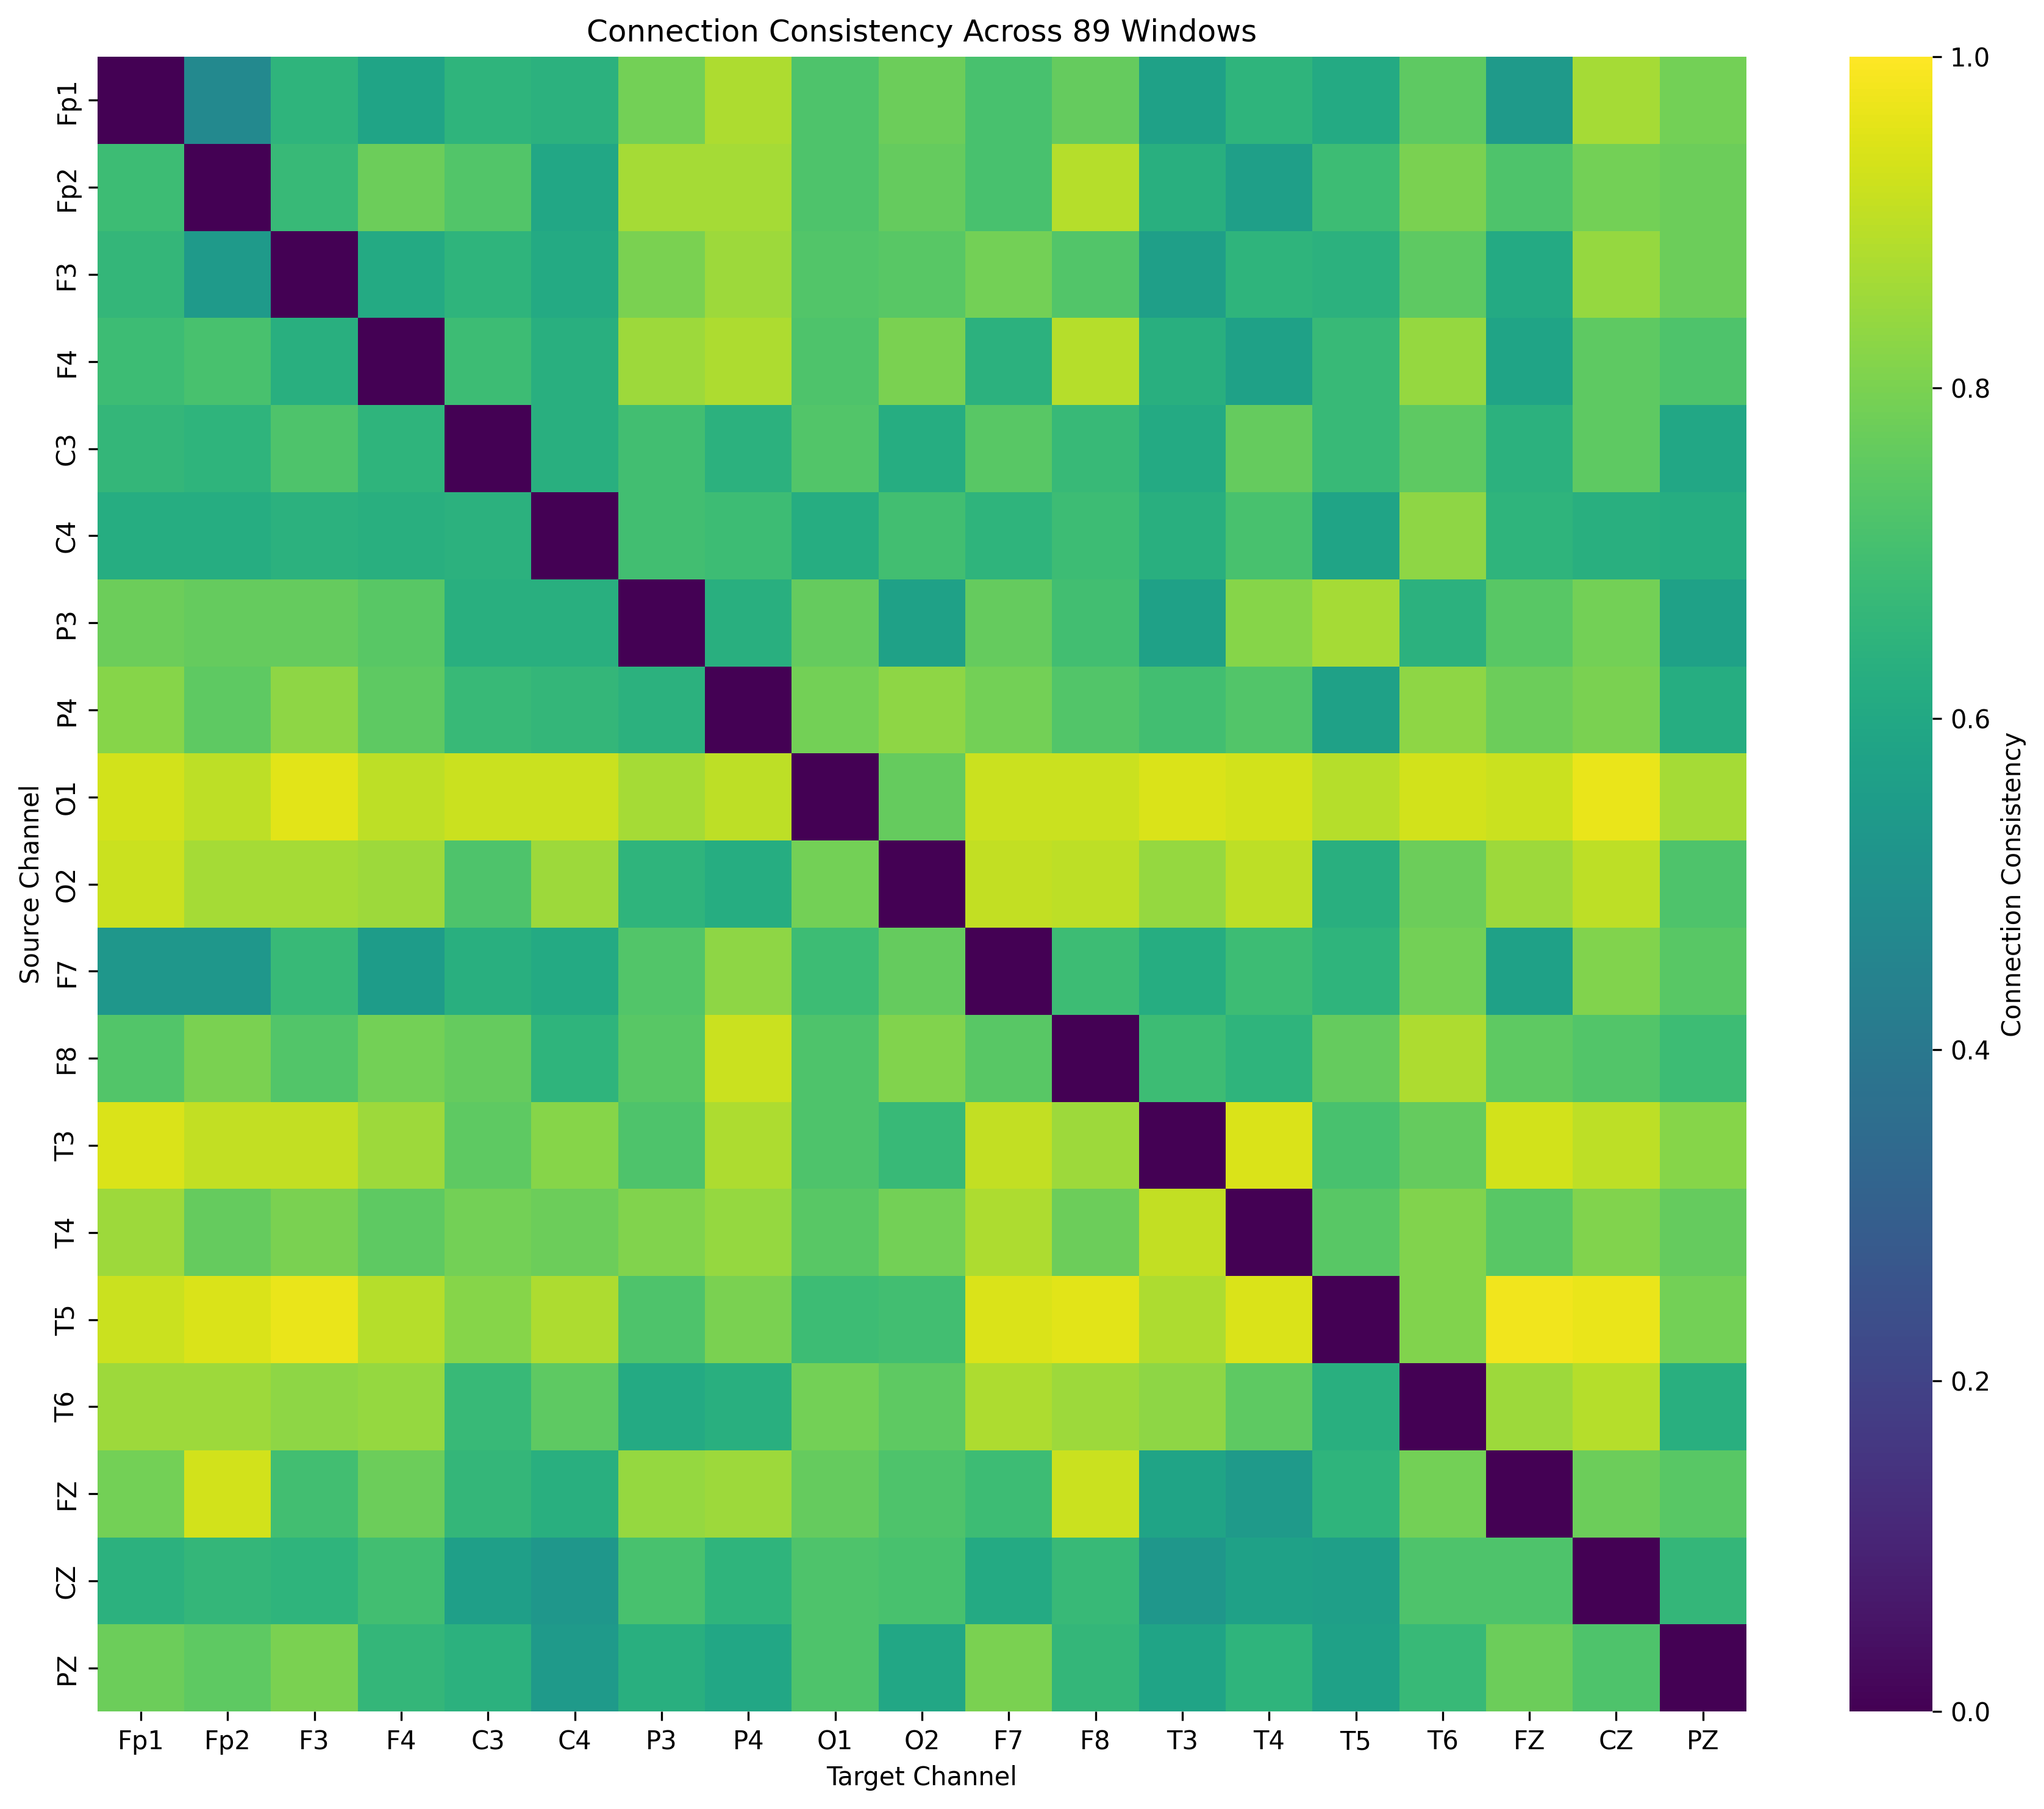 Connection Consistency Across 89 Windows
Source Channel
Fp1
Fp2
F3
F4
C3
C4
P3
P4
O1
O2
F7
F8
T3
T4
T5
T6
FZ
CZ
PZ
Fp1 Fp2 F3 F4 C3 C4 P3 P4 O1 O2 F7 F8 T3 T4 T5 T6 FZ CZ PZ
Target Channel
1.0
0.8
0.6
0.4
0.2
0.0
Connection Consistency